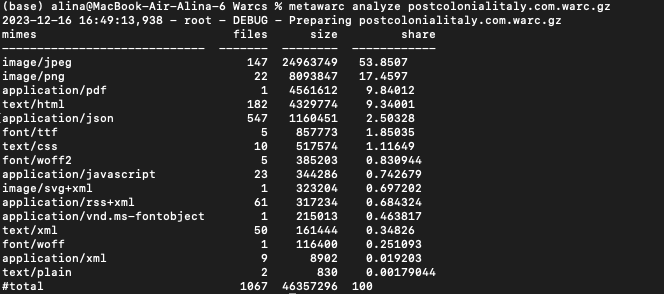 (base) alina@MacBook-Air-Alina-6 Warcs % metawarc analyze postcolonialitaly.com.warc.gz
2023-12-16 16:49:13,938 - root - DEBUG - Preparing postcolonialitaly.com.warc.gz
mimes files size share
image/jpeg 147 24963749 53.8507
image/png 22 8093847 17.4597
application/pdf 1 4561612 9.84012
text/html 182 4329774 9.34001
application/json 547 1160451 2.50328
font/ttf 5 857773 1.85035
text/css 10 517574 1.11649
font/woff2 5 385203 0.830944
application/javascript 23 344286 0.742679
image/svg+xml 1 323204 0.697202
application/rss+xml 61 317234 0.684324
application/vnd.ms-fontobject 1 215013 0.463817
text/xml 50 161444 0.34826
font/woff 1 116400 0.251093
application/xml 9 8902 0.019203
text/plain 2 830 0.00179044
#total 1067 46357296 100